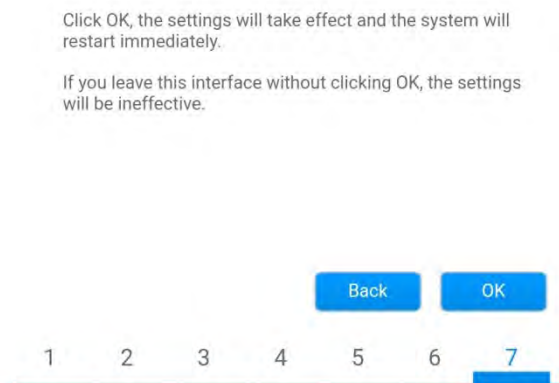 Click OK, the settings will take effect and the system will
restart immediately.
If you leave this interface without clicking OK, the settings
will be ineffective.
Back OK
1 2 3 4 5 6 7